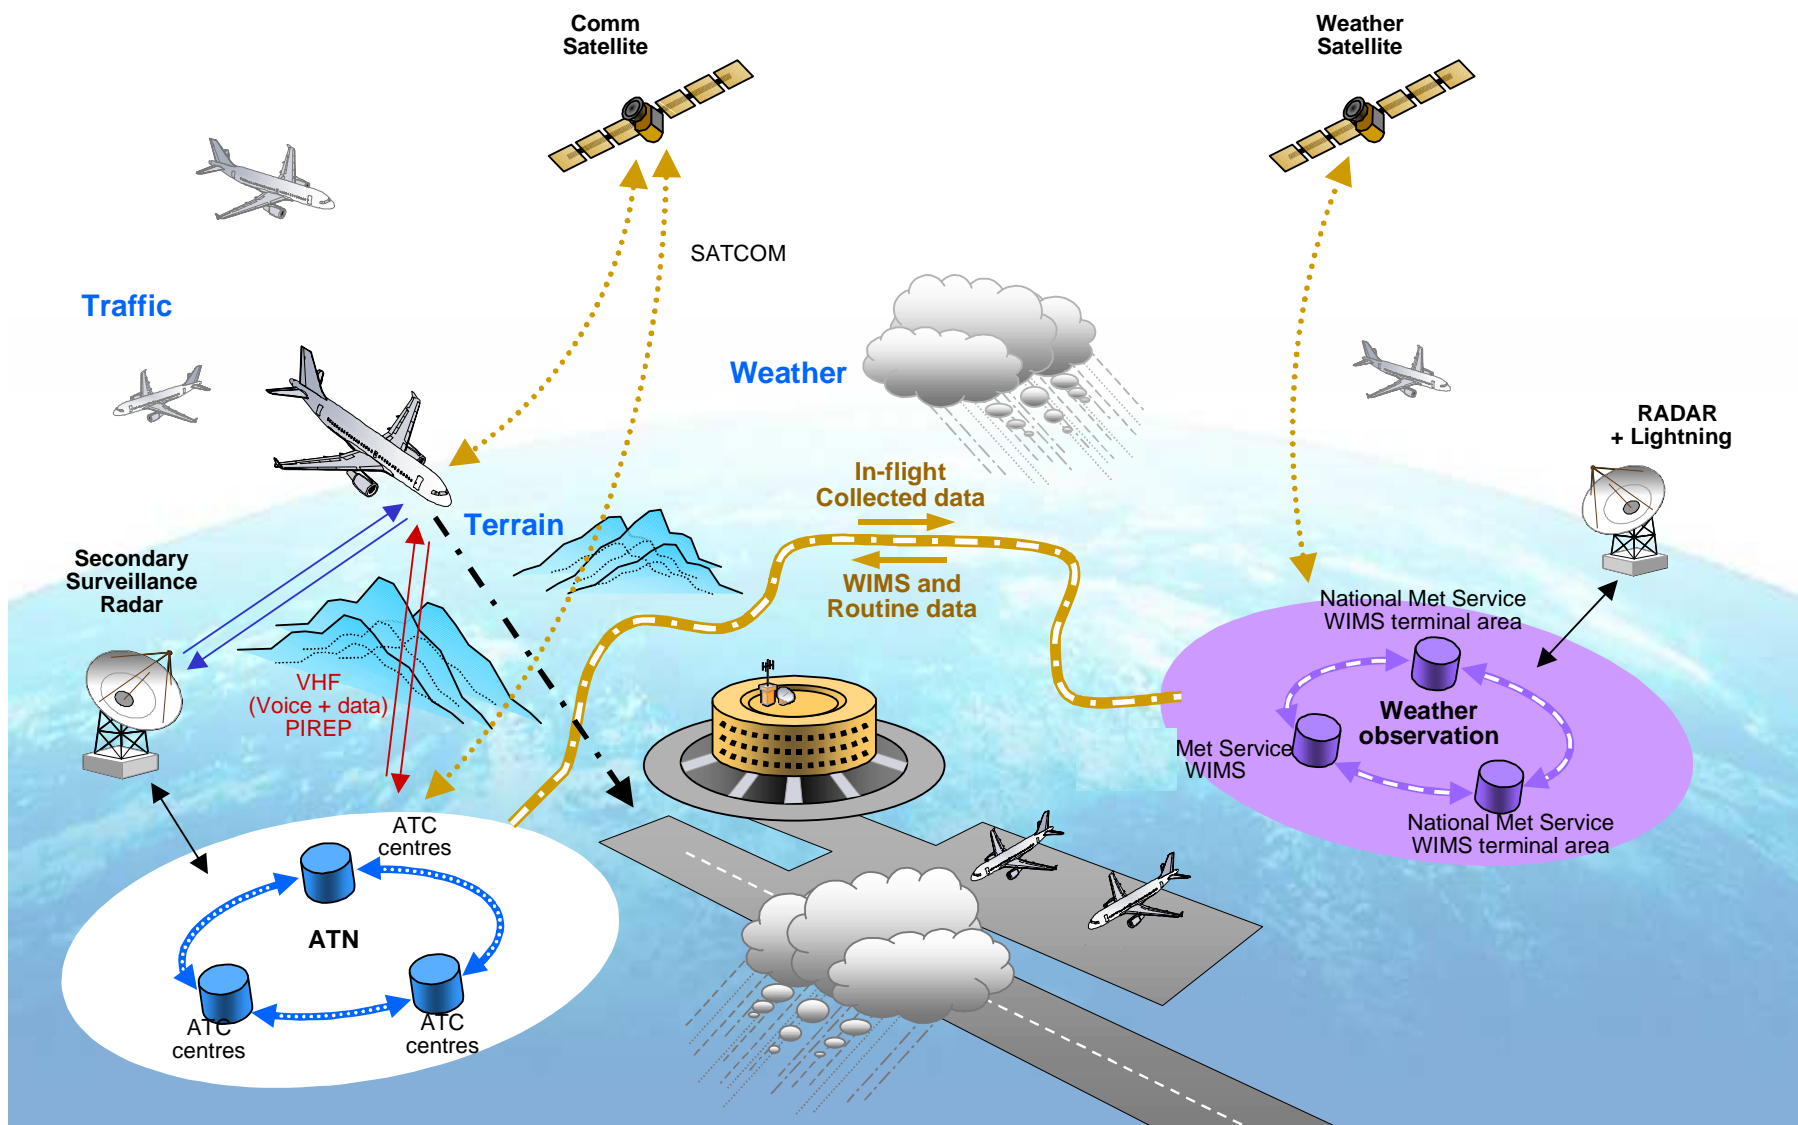 Comm
Satellite
Weather
Satellite
SATCOM
Traffic
Weather
RADAR
+ Lightning
In-flight
Collected data
Terrain
Secondary
Surveillance
Radar
WIMS and
Routine data
National Met Service
WIMS terminal area
VHF
(Voice + data)
PIREP
Weather
observation
Met Service
WIMS
National Met Service
WIMS terminal area
ATC
centres
ATN
ATC
centres
ATC
centres